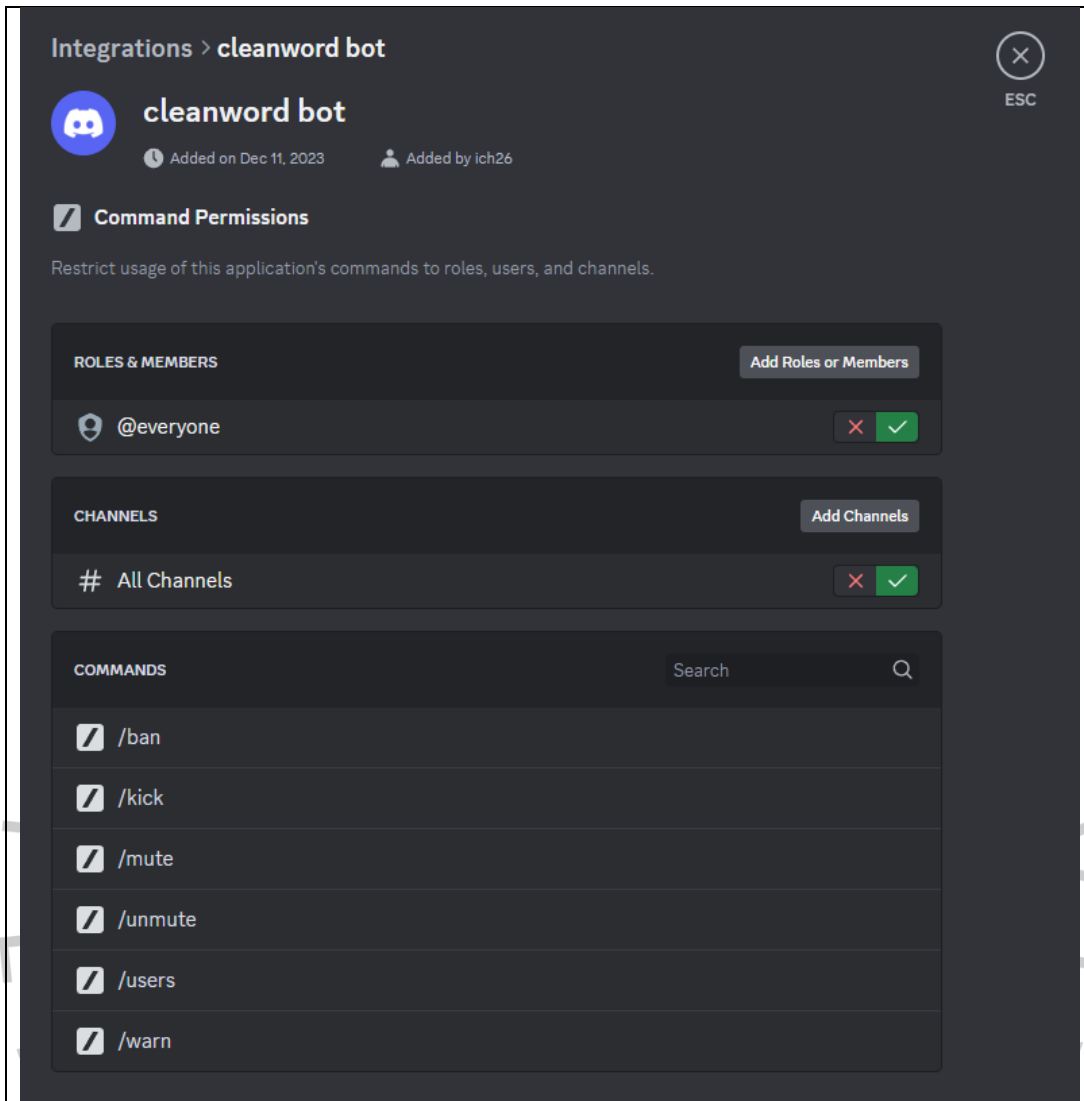 Integrations > cleanword bot
ESC
cleanword bot
Added on Dec 11, 2023 Added by ich26
Command Permissions
Restrict usage of this application's commands to roles, users, and channels.
ROLES & MEMBERS Add Roles or Members
@everyone
CHANNELS Add Channels
# All Channels
COMMANDS Search
/ban
/kick
/mute
/unmute
/users
/warn